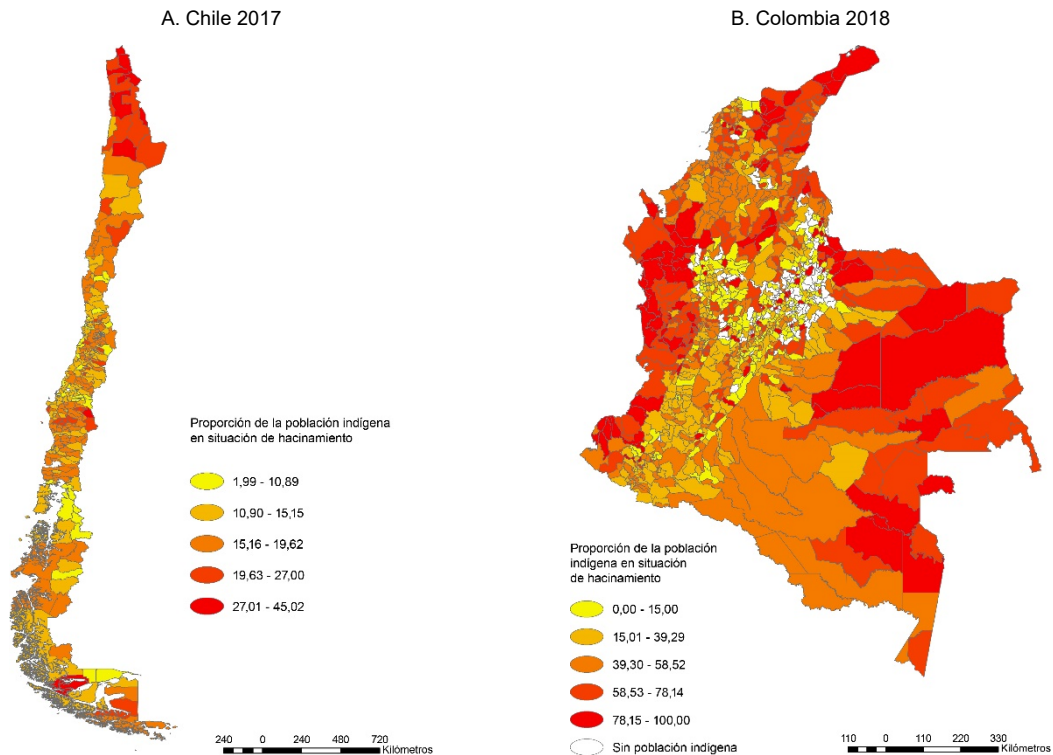 A. Chile 2017
B. Colombia 2018
Proporción de la población indígena
en situación de hacinamiento
1,99 - 10,89
10,90 - 15,15
15,16 - 19,62
19,63 - 27,00
27,01 - 45,02
240 0 240 480 720
Kilómetros
Proporción de la población
indígena en situación
de hacinamiento
0,00 - 15,00
15,01 - 39,29
39,30 - 58,52
58,53 - 78,14
78,15 - 100,00
Sin población indígena
110 0 110 220 330
Kilómetros